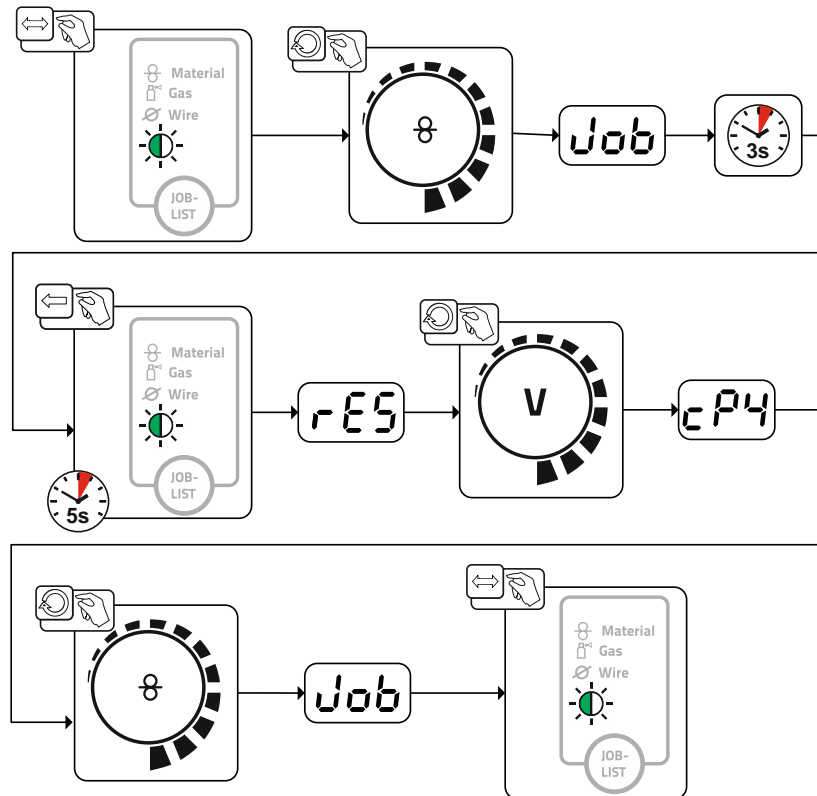 Material
Gas
Wire
JOB-
LIST
Job
3s
Material
Gas
Wire
JOB-
LIST
5s
rES
V
cPY
Job
Material
Gas
Wire
JOB-
LIST